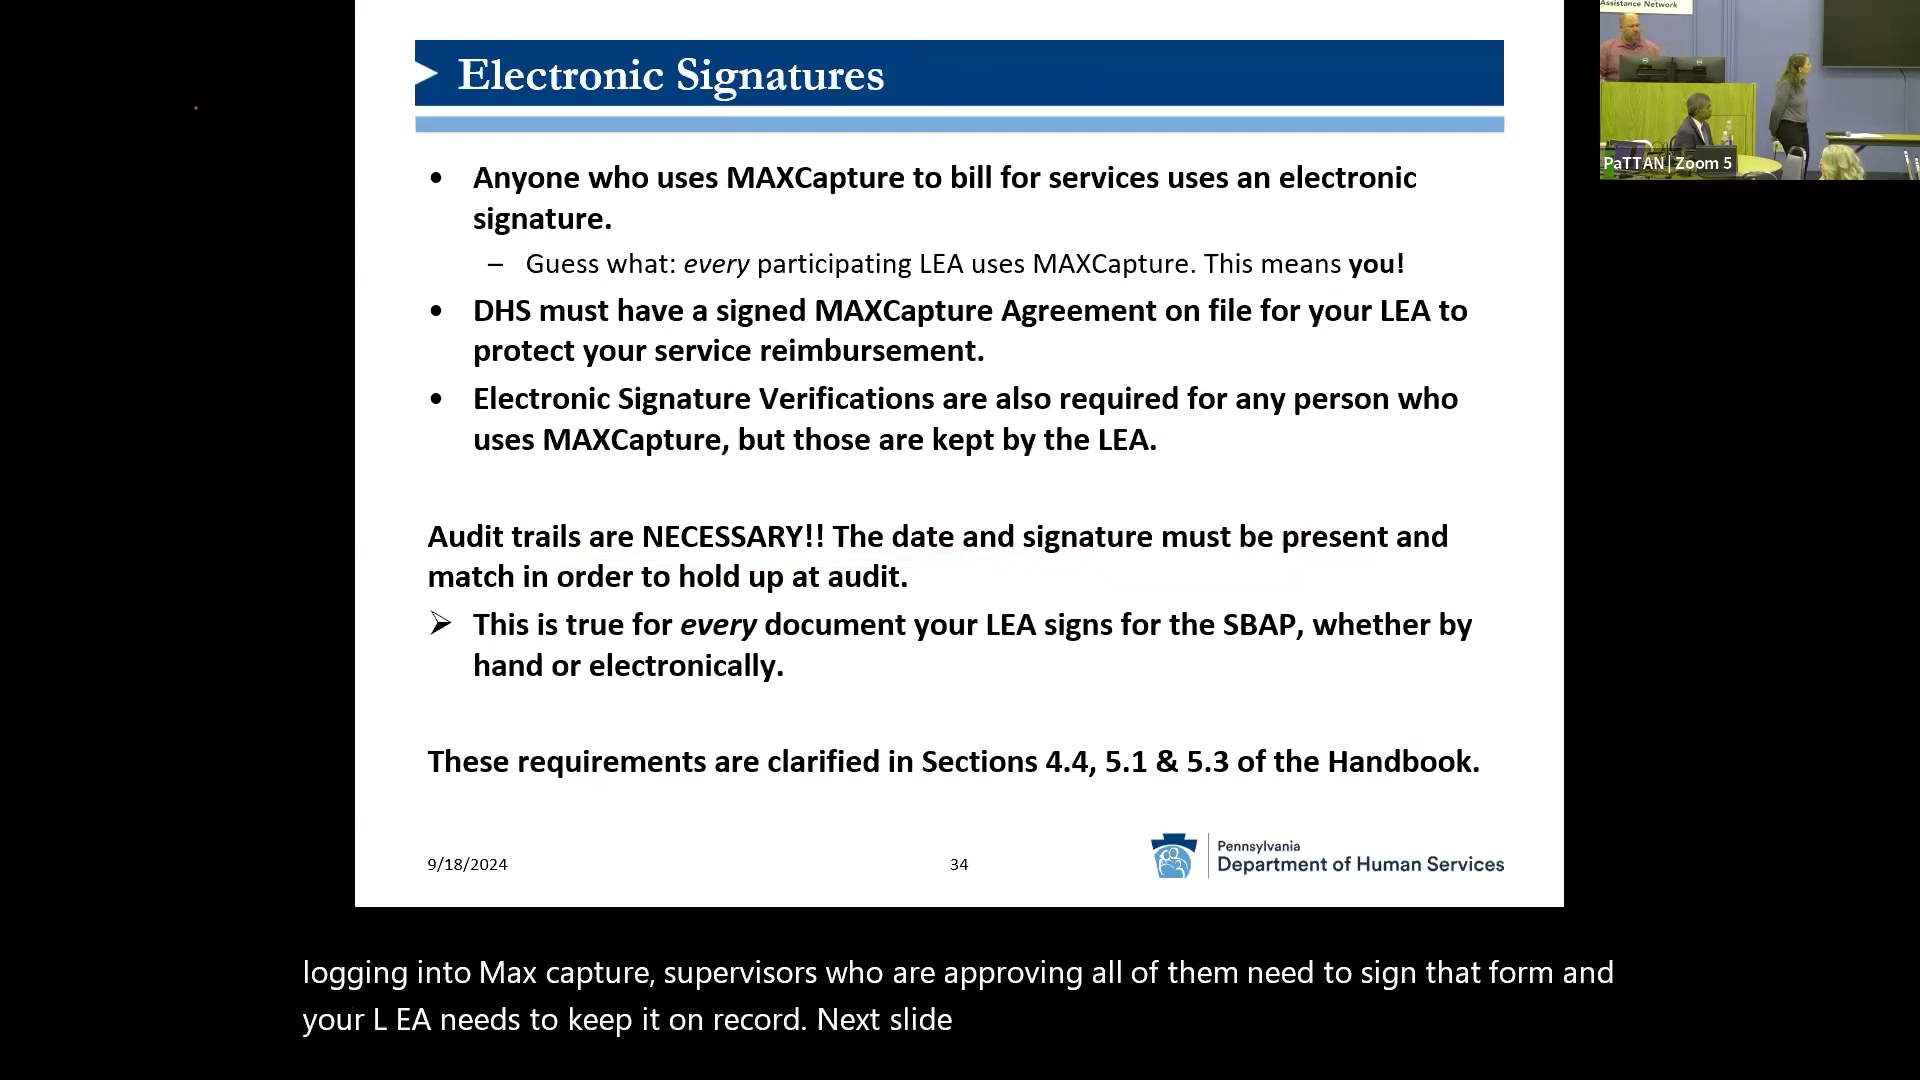 Assistance Network
Electronic Signatures
• Anyone who uses MAXCapture to bill for services uses an electronic
signature.
– Guess what: every participating LEA uses MAXCapture. This means you!
• DHS must have a signed MAXCapture Agreement on file for your LEA to
protect your service reimbursement.
• Electronic Signature Verifications are also required for any person who
uses MAXCapture, but those are kept by the LEA.
Audit trails are NECESSARY!! The date and signature must be present and
match in order to hold up at audit.
➢ This is true for every document your LEA signs for the SBAP, whether by
hand or electronically.
These requirements are clarified in Sections 4.4, 5.1 & 5.3 of the Handbook.
9/18/2024
34
Pennsylvania
Department of Human Services
PaTTAN | Zoom 5
logging into Max capture, supervisors who are approving all of them need to sign that form and
your L EA needs to keep it on record. Next slide